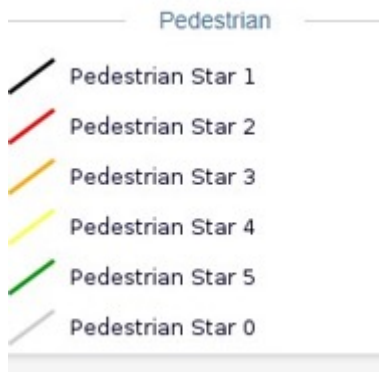 Pedestrian
Pedestrian Star 1
Pedestrian Star 2
Pedestrian Star 3
Pedestrian Star 4
Pedestrian Star 5
Pedestrian Star 0